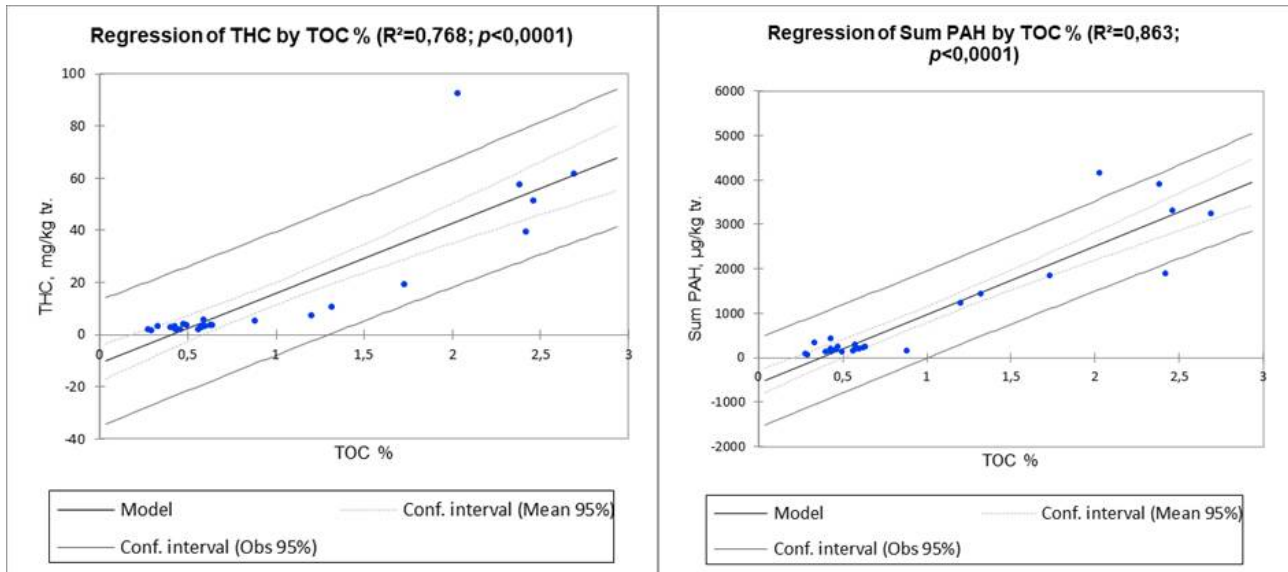 Regression of THC by TOC % (R²=0,768; p<0,0001)
100
80
60
40
20
0
-20
-40
0
0,5
1
1,5
2
2,5
3
THC, mg/kg tv.
TOC %
Model
Conf. interval (Mean 95%)
Conf. interval (Obs 95%)
Regression of Sum PAH by TOC % (R²=0,863;
p<0,0001)
6000
5000
4000
3000
2000
1000
0
-1000
-2000
0
0,5
1
1,5
2
2,5
3
Sum PAH, µg/kg tv.
TOC %
Model
Conf. interval (Mean 95%)
Conf. interval (Obs 95%)